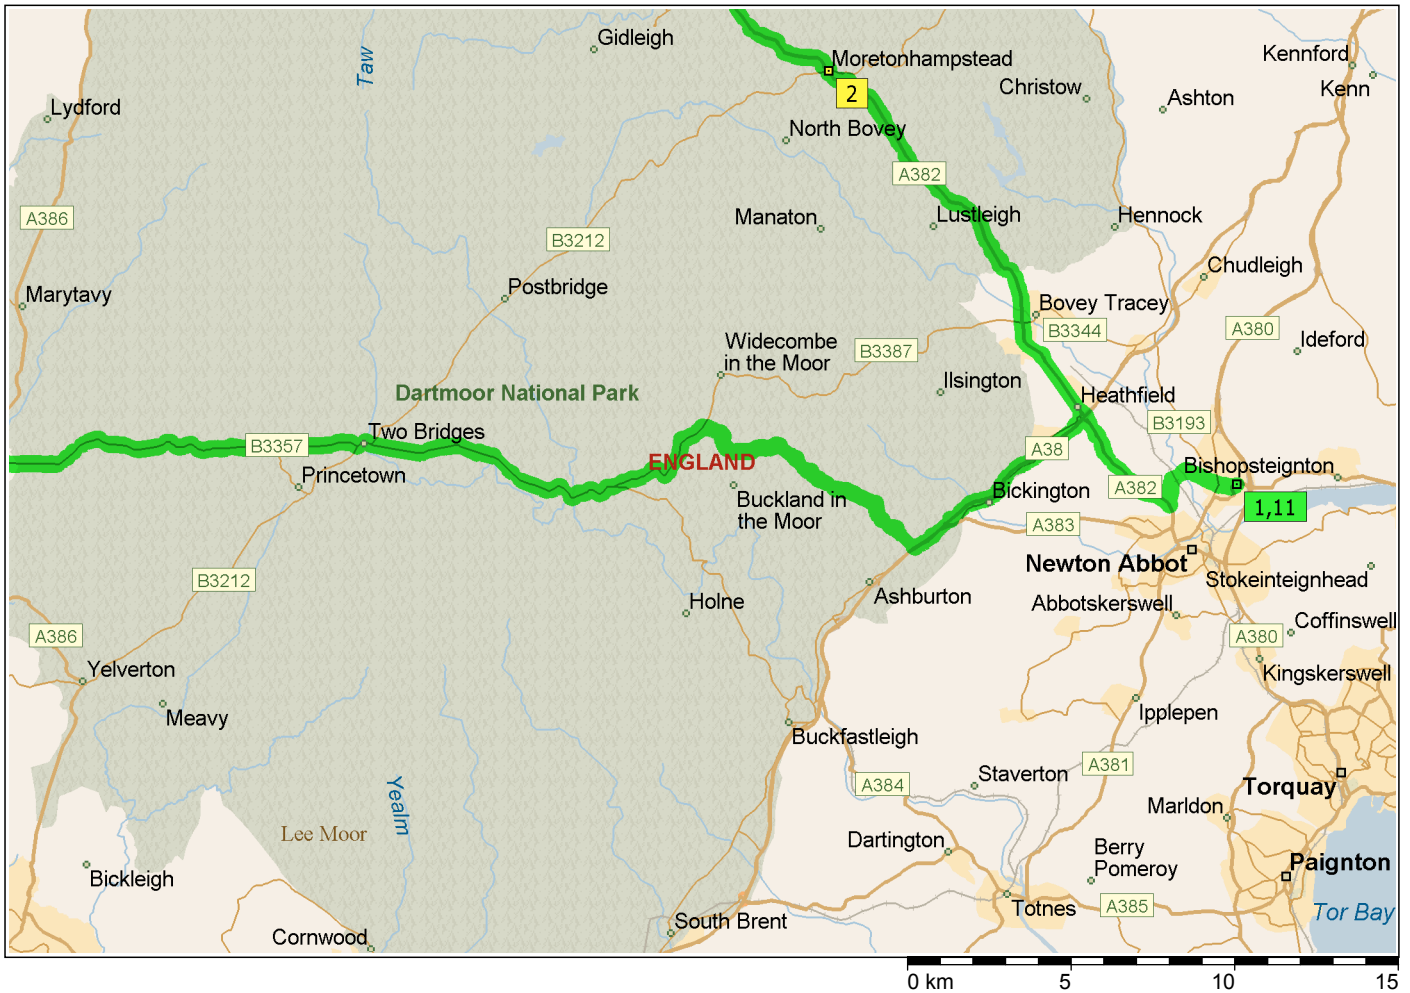 Gidleigh
Taw
Moretonhampstead
Kennford
Kenn
Christow
Ashton
2
Lydford
North Bovey
A382
A386
Manaton
Lustleigh
Hennock
B3212
Chudleigh
Marytavy
Postbridge
Bovey Tracey
B3344
A380
Ideford
Widecombe
in the Moor
B3387
Ilsington
Dartmoor National Park
Heathfield
B3193
Two Bridges
B3357
A38
ENGLAND
Bishopsteignton
Princetown
Buckland in
the Moor
Bickington
A382
1,11
A383
Newton Abbot
Stokeinteignhead
B3212
Ashburton
Holne
Abbotskerswell
Coffinswell
A386
A380
Yelverton
Kingskerswell
Meavy
Ipplepen
Buckfastleigh
A381
A384
Staverton
Torquay
Yealm
Marldon
Lee Moor
Dartington
Berry
Pomeroy
Paignton
Bickleigh
Totnes
A385
Tor Bay
South Brent
Cornwood
0 km 5 10 15